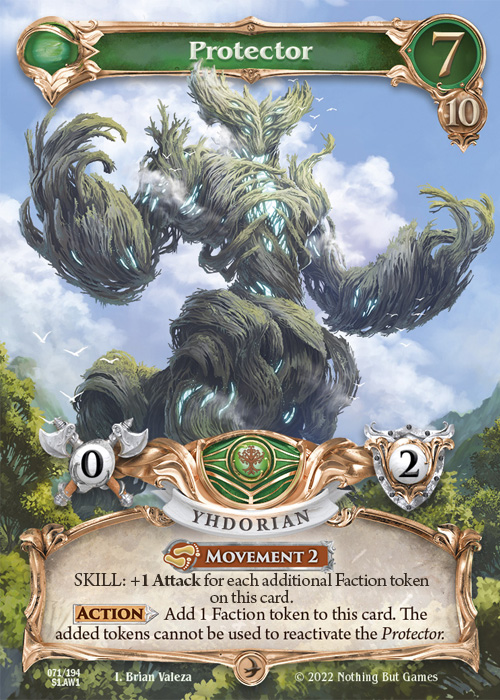 Protector
7
10
0
2
YHDORIAN
MOVEMENT 2
SKILL: +1 Attack for each additional Faction token
on this card.
ACTION Add 1 Faction token to this card. The
added tokens cannot be used to reactivate the Protector.
071/194
S1.AW1
I. Brian Valeza
© 2022 Nothing But Games